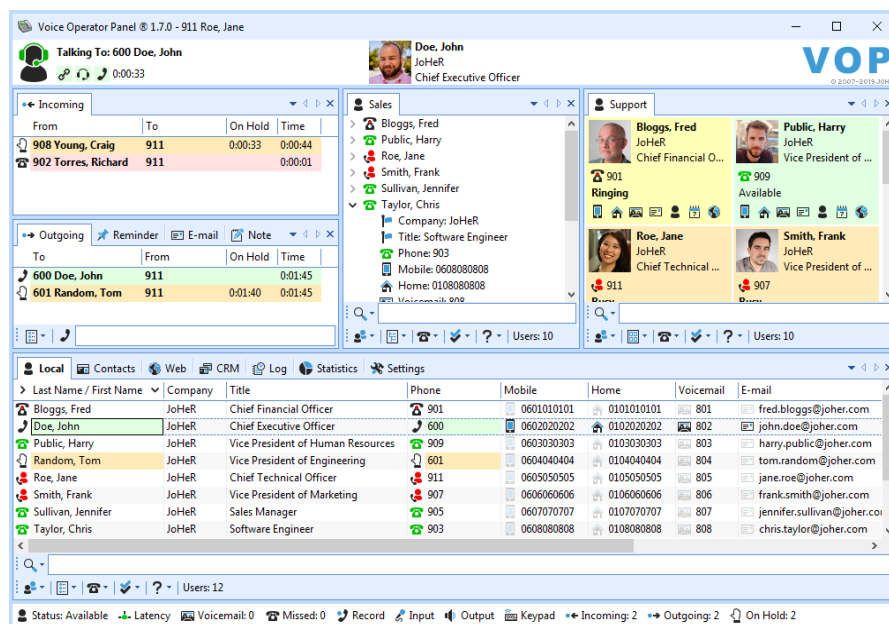 Voice Operator Panel ® 1.7.0 - 911 Roe, Jane
Talking To: 600 Doe, John
0:00:33
Doe, John
JoHeR
Chief Executive Officer
VOP
© 2007-2019 JOH
Incoming
From To On Hold Time
908 Young, Craig 911 0:00:33 0:00:44
902 Torres, Richard 911 0:00:01
Outgoing Reminder E-mail Note
To From On Hold Time
600 Doe, John 911 0:01:45
601 Random, Tom 911 0:01:40 0:01:45
Sales
Bloggs, Fred
Public, Harry
Roe, Jane
Smith, Frank
Sullivan, Jennifer
Taylor, Chris
Company: JoHeR
Title: Software Engineer
Phone: 903
Mobile: 0608080808
Home: 0108080808
Voicemail: 808
Users: 10
Support
Bloggs, Fred
JoHeR
Chief Financial O...
901
Ringing
Public, Harry
JoHeR
Vice President of ...
909
Available
Roe, Jane
JoHeR
Chief Technical ...
911
Busy
Smith, Frank
JoHeR
Vice President of ...
907
Busy
Users: 10
Local Contacts Web CRM Log Statistics Settings
Last Name / First Name Company Title Phone Mobile Home Voicemail E-mail
Bloggs, Fred JoHeR Chief Financial Officer 901 0601010101 0101010101 801 fred.bloggs@joher.com
Doe, John JoHeR Chief Executive Officer 600 0602020202 0102020202 802 john.doe@joher.com
Public, Harry JoHeR Vice President of Human Resources 909 0603030303 0103030303 803 harry.public@joher.com
Random, Tom JoHeR Vice President of Engineering 601 0604040404 0104040404 804 tom.random@joher.com
Roe, Jane JoHeR Chief Technical Officer 911 0605050505 0105050505 805 jane.roe@joher.com
Smith, Frank JoHeR Vice President of Marketing 907 0606060606 0106060606 806 frank.smith@joher.com
Sullivan, Jennifer JoHeR Sales Manager 905 0607070707 0107070707 807 jennifer.sullivan@joher.co
Taylor, Chris JoHeR Software Engineer 903 0608080808 0108080808 808 chris.taylor@joher.com
Users: 12
Status: Available Latency Voicemail: 0 Missed: 0 Record Input Output Keypad Incoming: 2 Outgoing: 2 On Hold: 2